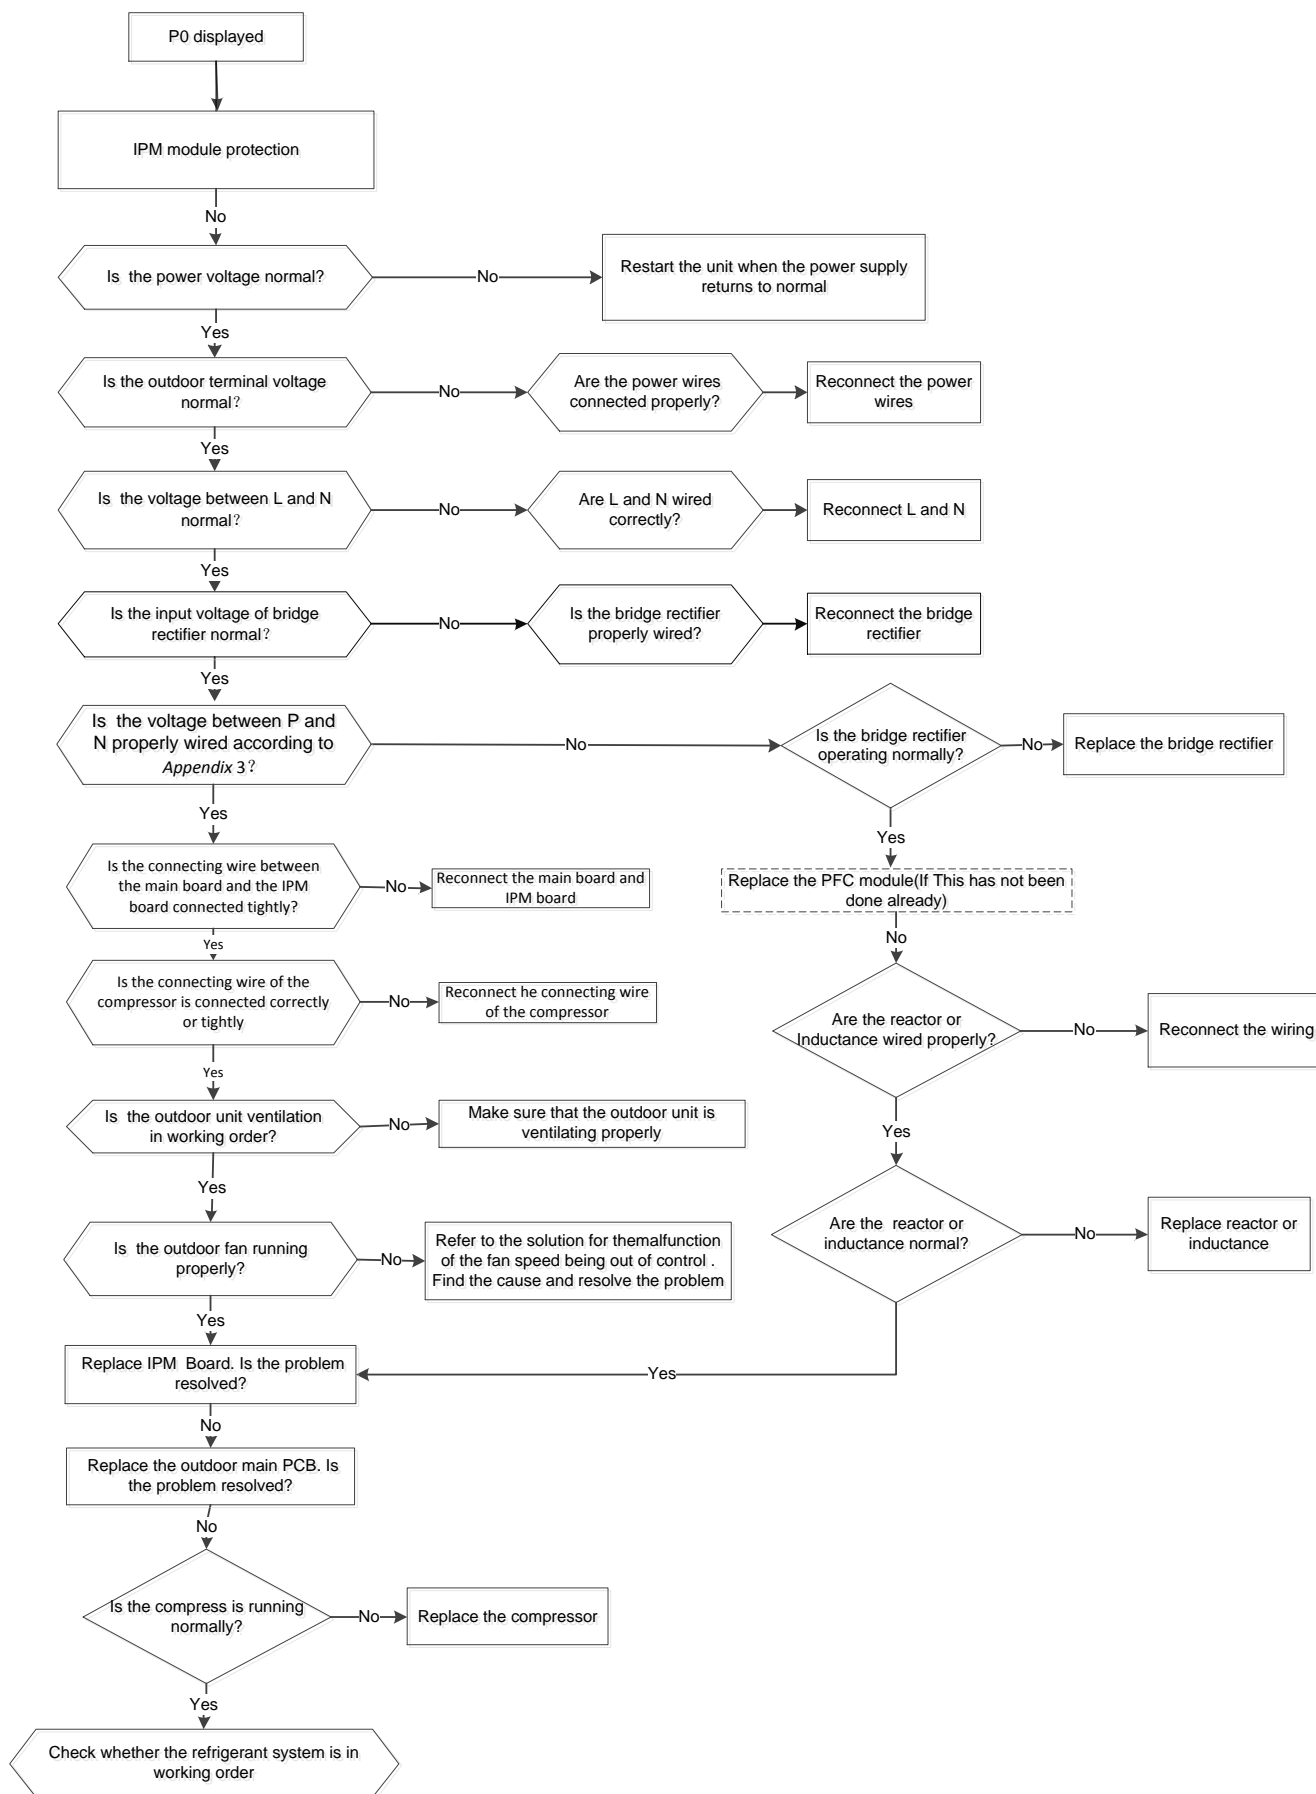 P0 displayed
IPM module protection
No
Is the power voltage normal?
No
Restart the unit when the power supply
returns to normal
Yes
Is the outdoor terminal voltage
normal?
No
Are the power wires
connected properly?
Reconnect the power
wires
Yes
Is the voltage between L and N
normal?
No
Are L and N wired
correctly?
Reconnect L and N
Yes
Is the input voltage of bridge
rectifier normal?
No
Is the bridge rectifier
properly wired?
Reconnect the bridge
rectifier
Yes
Is the voltage between P and
N properly wired according to
Appendix 3?
No
Is the bridge rectifier
operating normally?
No
Replace the bridge rectifier
Yes
Yes
Is the connecting wire between
the main board and the IPM
board connected tightly?
No
Reconnect the main board and
IPM board
Replace the PFC module(If This has not been
done already)
Yes
No
Is the connecting wire of the
compressor is connected correctly
or tightly
No
Reconnect he connecting wire
of the compressor
Are the reactor or
Inductance wired properly?
No
Reconnect the wiring
Yes
Is the outdoor unit ventilation
in working order?
No
Make sure that the outdoor unit is
ventilating properly
Yes
Yes
Is the outdoor fan running
properly?
No
Refer to the solution for themalfunction
of the fan speed being out of control .
Find the cause and resolve the problem
Are the reactor or
inductance normal?
No
Replace reactor or
inductance
Yes
Replace IPM Board. Is the problem
resolved?
Yes
No
Replace the outdoor main PCB. Is
the problem resolved?
No
Is the compress is running
normally?
No
Replace the compressor
Yes
Check whether the refrigerant system is in
working order